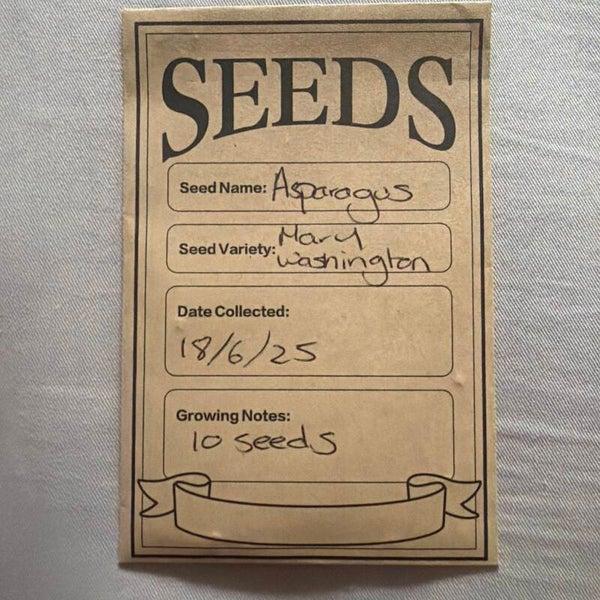 SEEDS
Seed Name: Asparagus
Seed Variety: Mary
Washington
Date Collected:
18/6/25
Growing Notes:
10 seeds